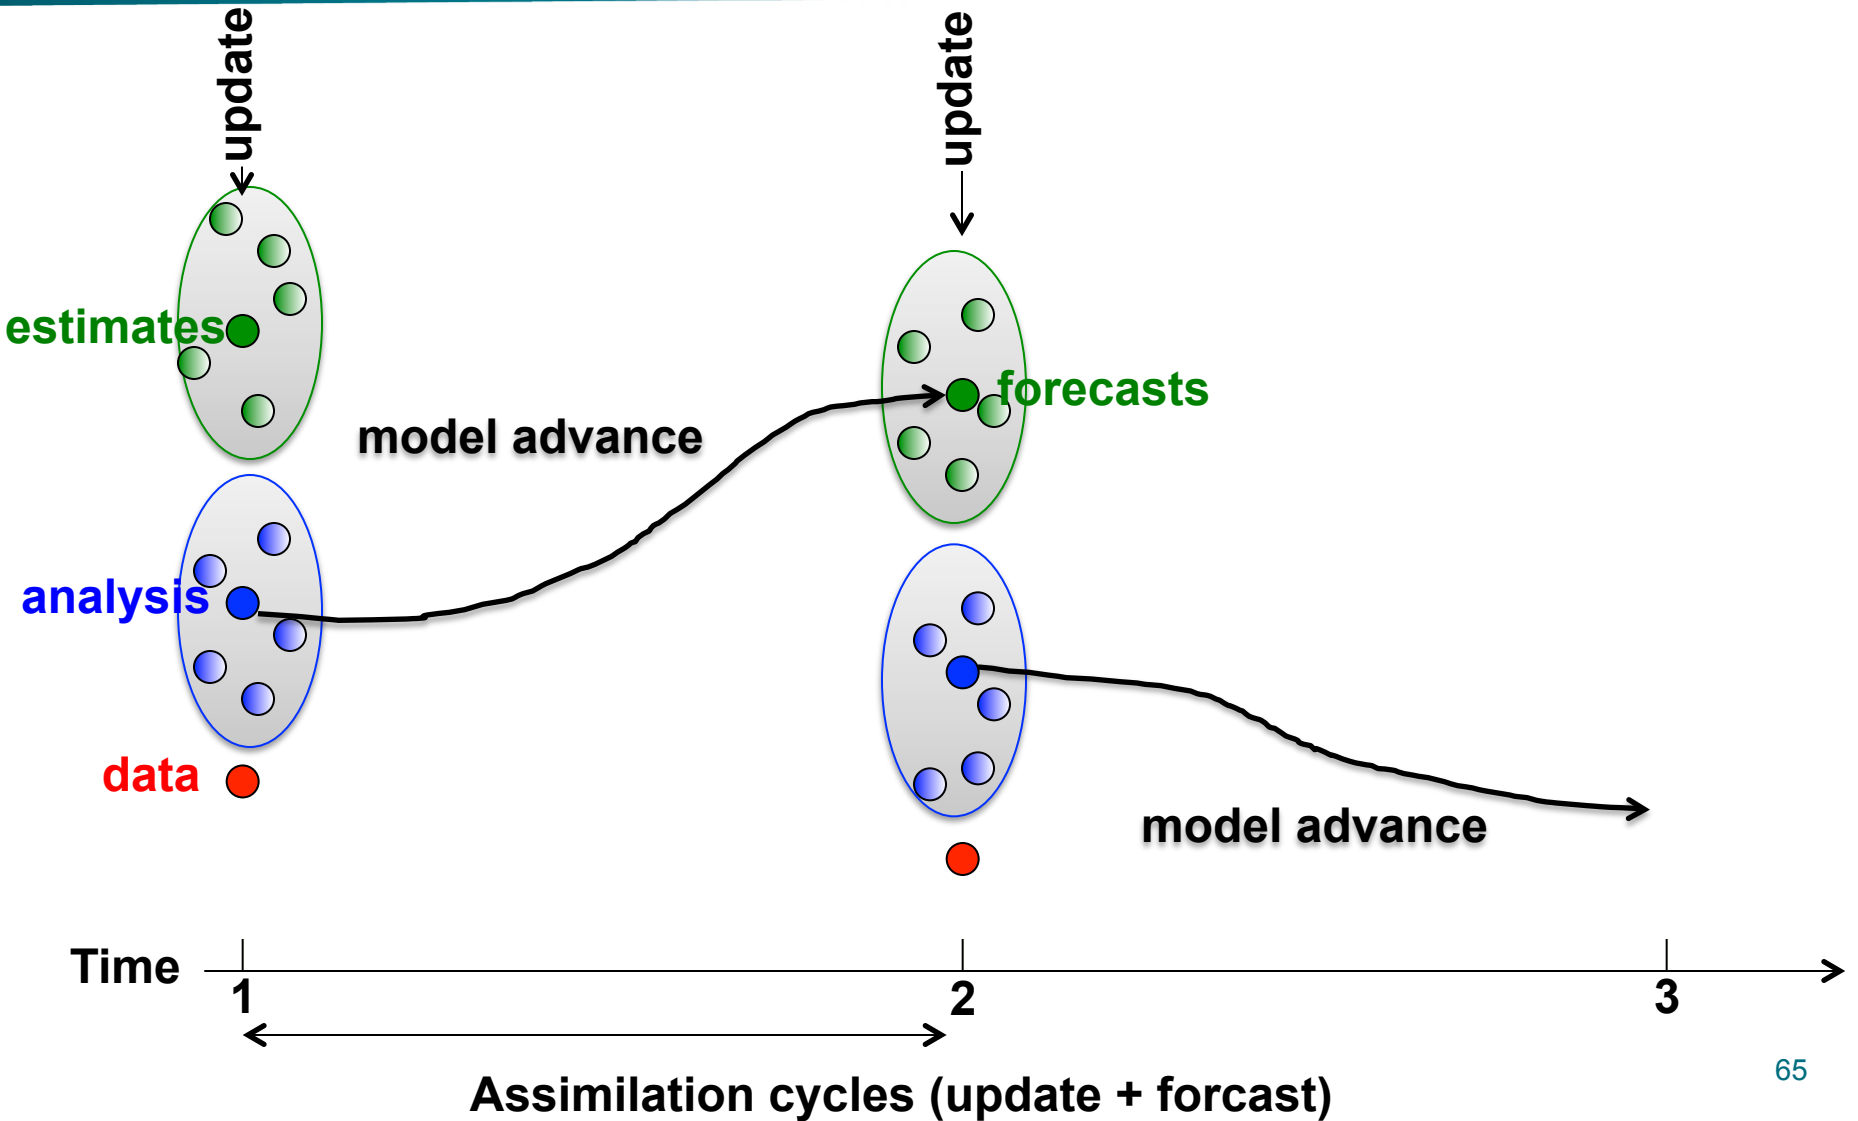 update
update
estimates
forecasts
model advance
analysis
data
model advance
Time
1
2
3
65
Assimilation cycles (update + forcast)